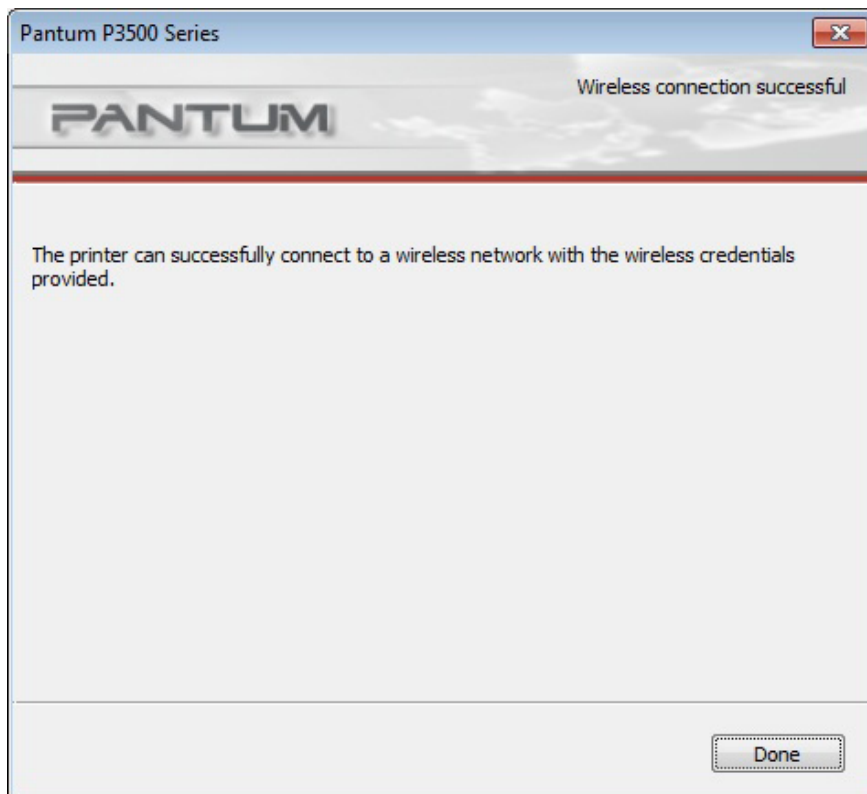 Pantum P3500 Series
Wireless connection successful
PANTUM
The printer can successfully connect to a wireless network with the wireless credentials
provided.
Done